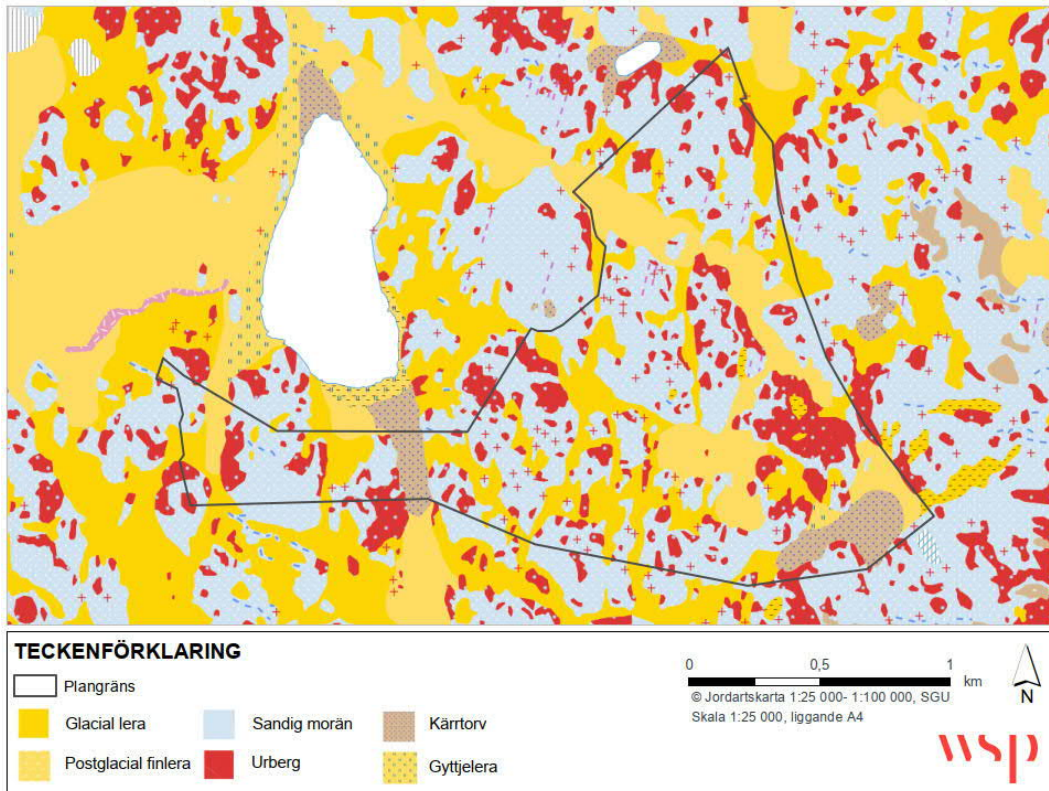 TECKENFÖRKLARING
Plangräns
Glacial lera
Sandig morän
Kärrtorv
Postglacial finlera
Urberg
Gyttjelera
0 0,5 1
km
© Jordartskarta 1:25 000- 1:100 000, SGU
Skala 1:25 000, liggande A4
N
wsp